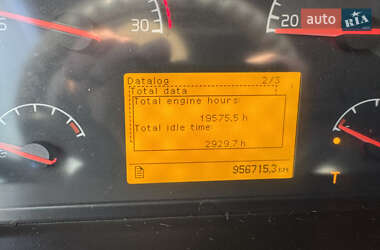 30
20
auto RIA
Datalog 2/3
Total data
Total engine hours:
19575.5 h
Total idle time:
2929.7 h
956715.3 km
T